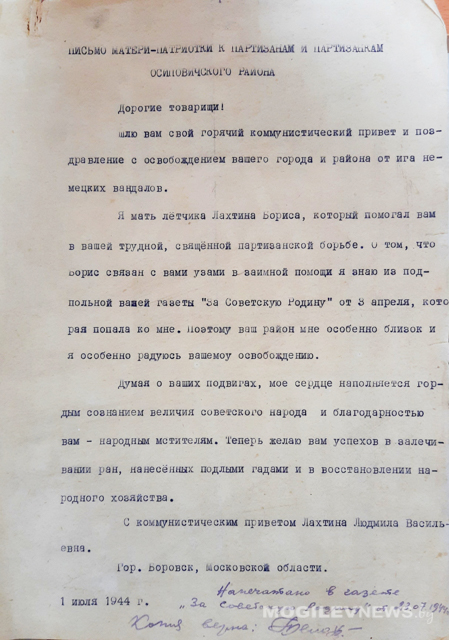 ПИСЬМО МАТЕРИ-ПАТРИОТКИ К ПАРТИЗАНАМ И ПАРТИЗАНКАМ
ОСИПОВИЧСКОГО РАЙОНА
Дорогие товарищи!
шлю вам свой горячий коммунистический привет и поз-
дравление с освобождением вашего города и района от ига не-
мецких вандалов.
Я мать лётчика Лахтина Бориса, который помогал вам
в вашей трудной, свящённой партизанской борьбе. О том, что
Борис связан с вами узами в заимной помощи я знаю из под-
польной вашей газеты "За Советскую Родину" от 3 апреля, кото
рая попала ко мне. Поэтому ваш район мне особенно близок и
я особенно радуюсь вашемоу освобождению.
Думая о ваших подвигах, мое сердце наполняется гор-
дым сознанием величия советского народа и благодарностью
вам - народным мстителям. Теперь желаю вам успехов в залечи-
вании ран, нанесённых подлыми гадами и в восстановлении на-
родного хозяйства.
С коммунистическим приветом Лахтина Людмила Василь-
евна.
Гор. Боровск, Московской области.
Напечатано в газете
1 июля 1944 г. „За Советскую
Копия верна:
MOGILEVNEWS.by